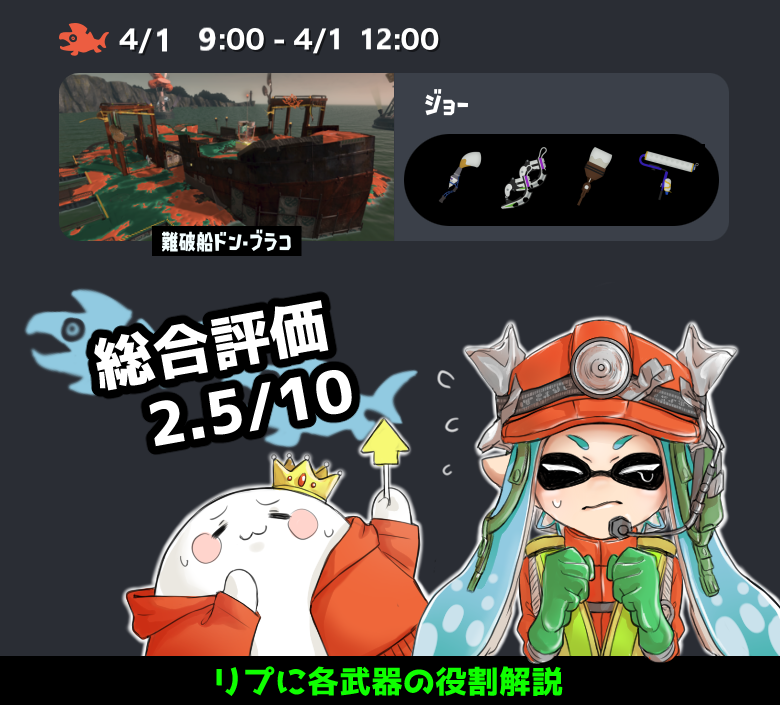 4/1 9:00 - 4/1 12:00
ジョー
難破船ドン・ブラコ
総合評価
2.5/10
リプに各武器の役割解説